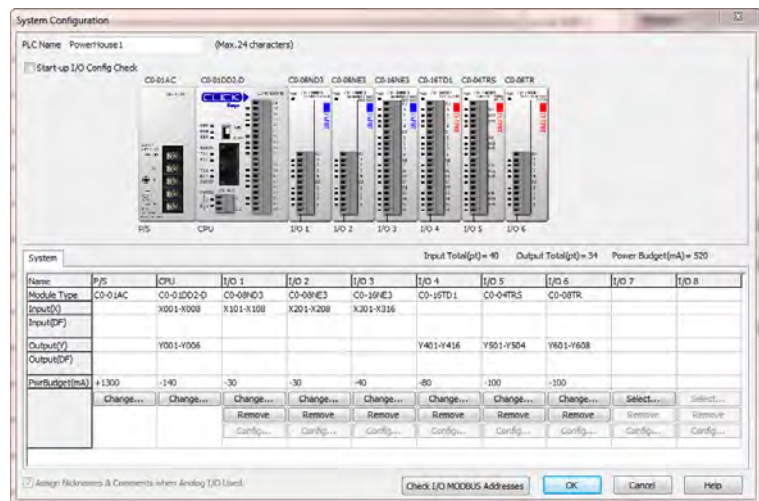 System Configuration
PLC Name PowerHouse1 (Max. 24 characters)
Start-up I/O Config Check
C0-01AC C0-01DD2-D C0-08ND3 C0-08NE3 C0-16NE3 C0-16TD1 C0-04TRS C0-08TR
CLICK
P/S CPU I/O 1 I/O 2 I/O 3 I/O 4 I/O 5 I/O 6
System Input Total(pt)= 40 Output Total(pt)= 34 Power Budget(mA)= 520
Name P/S CPU I/O 1 I/O 2 I/O 3 I/O 4 I/O 5 I/O 6 I/O 7 I/O 8
Module Type C0-01AC C0-01DD2-D C0-08ND3 C0-08NE3 C0-16NE3 C0-16TD1 C0-04TRS C0-08TR
Input(X) X001-X008 X101-X108 X201-X208 X301-X316
Input(DF)
Output(Y) Y001-Y006 Y401-Y416 Y501-Y504 Y601-Y608
Output(DF)
PwrBudget(mA) +1300 -140 -30 -30 -40 -80 -100 -100
Change... Change... Change... Change... Change... Change... Change... Change... Select... Select...
Remove Remove Remove Remove Remove Remove Remove Remove
Config... Config... Config... Config... Config... Config... Config... Config...
Assign Nicknames & Comments when Analog I/O Used. Check I/O MODBUS Addresses OK Cancel Help